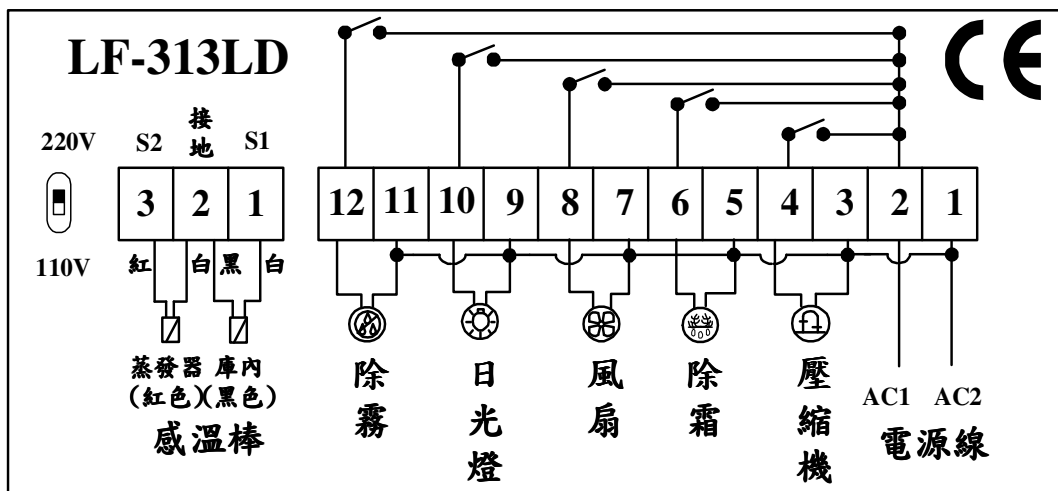 LF-313LD
CE
220V
S2
接地
S1
3 2 1
110V
紅 白 黑 白
蒸發器 庫內
(紅色)(黑色)
感溫棒
12 11 10 9 8 7 6 5 4 3 2 1
除霧
日光燈
風扇
除霜
壓縮機
AC1 AC2
電源線